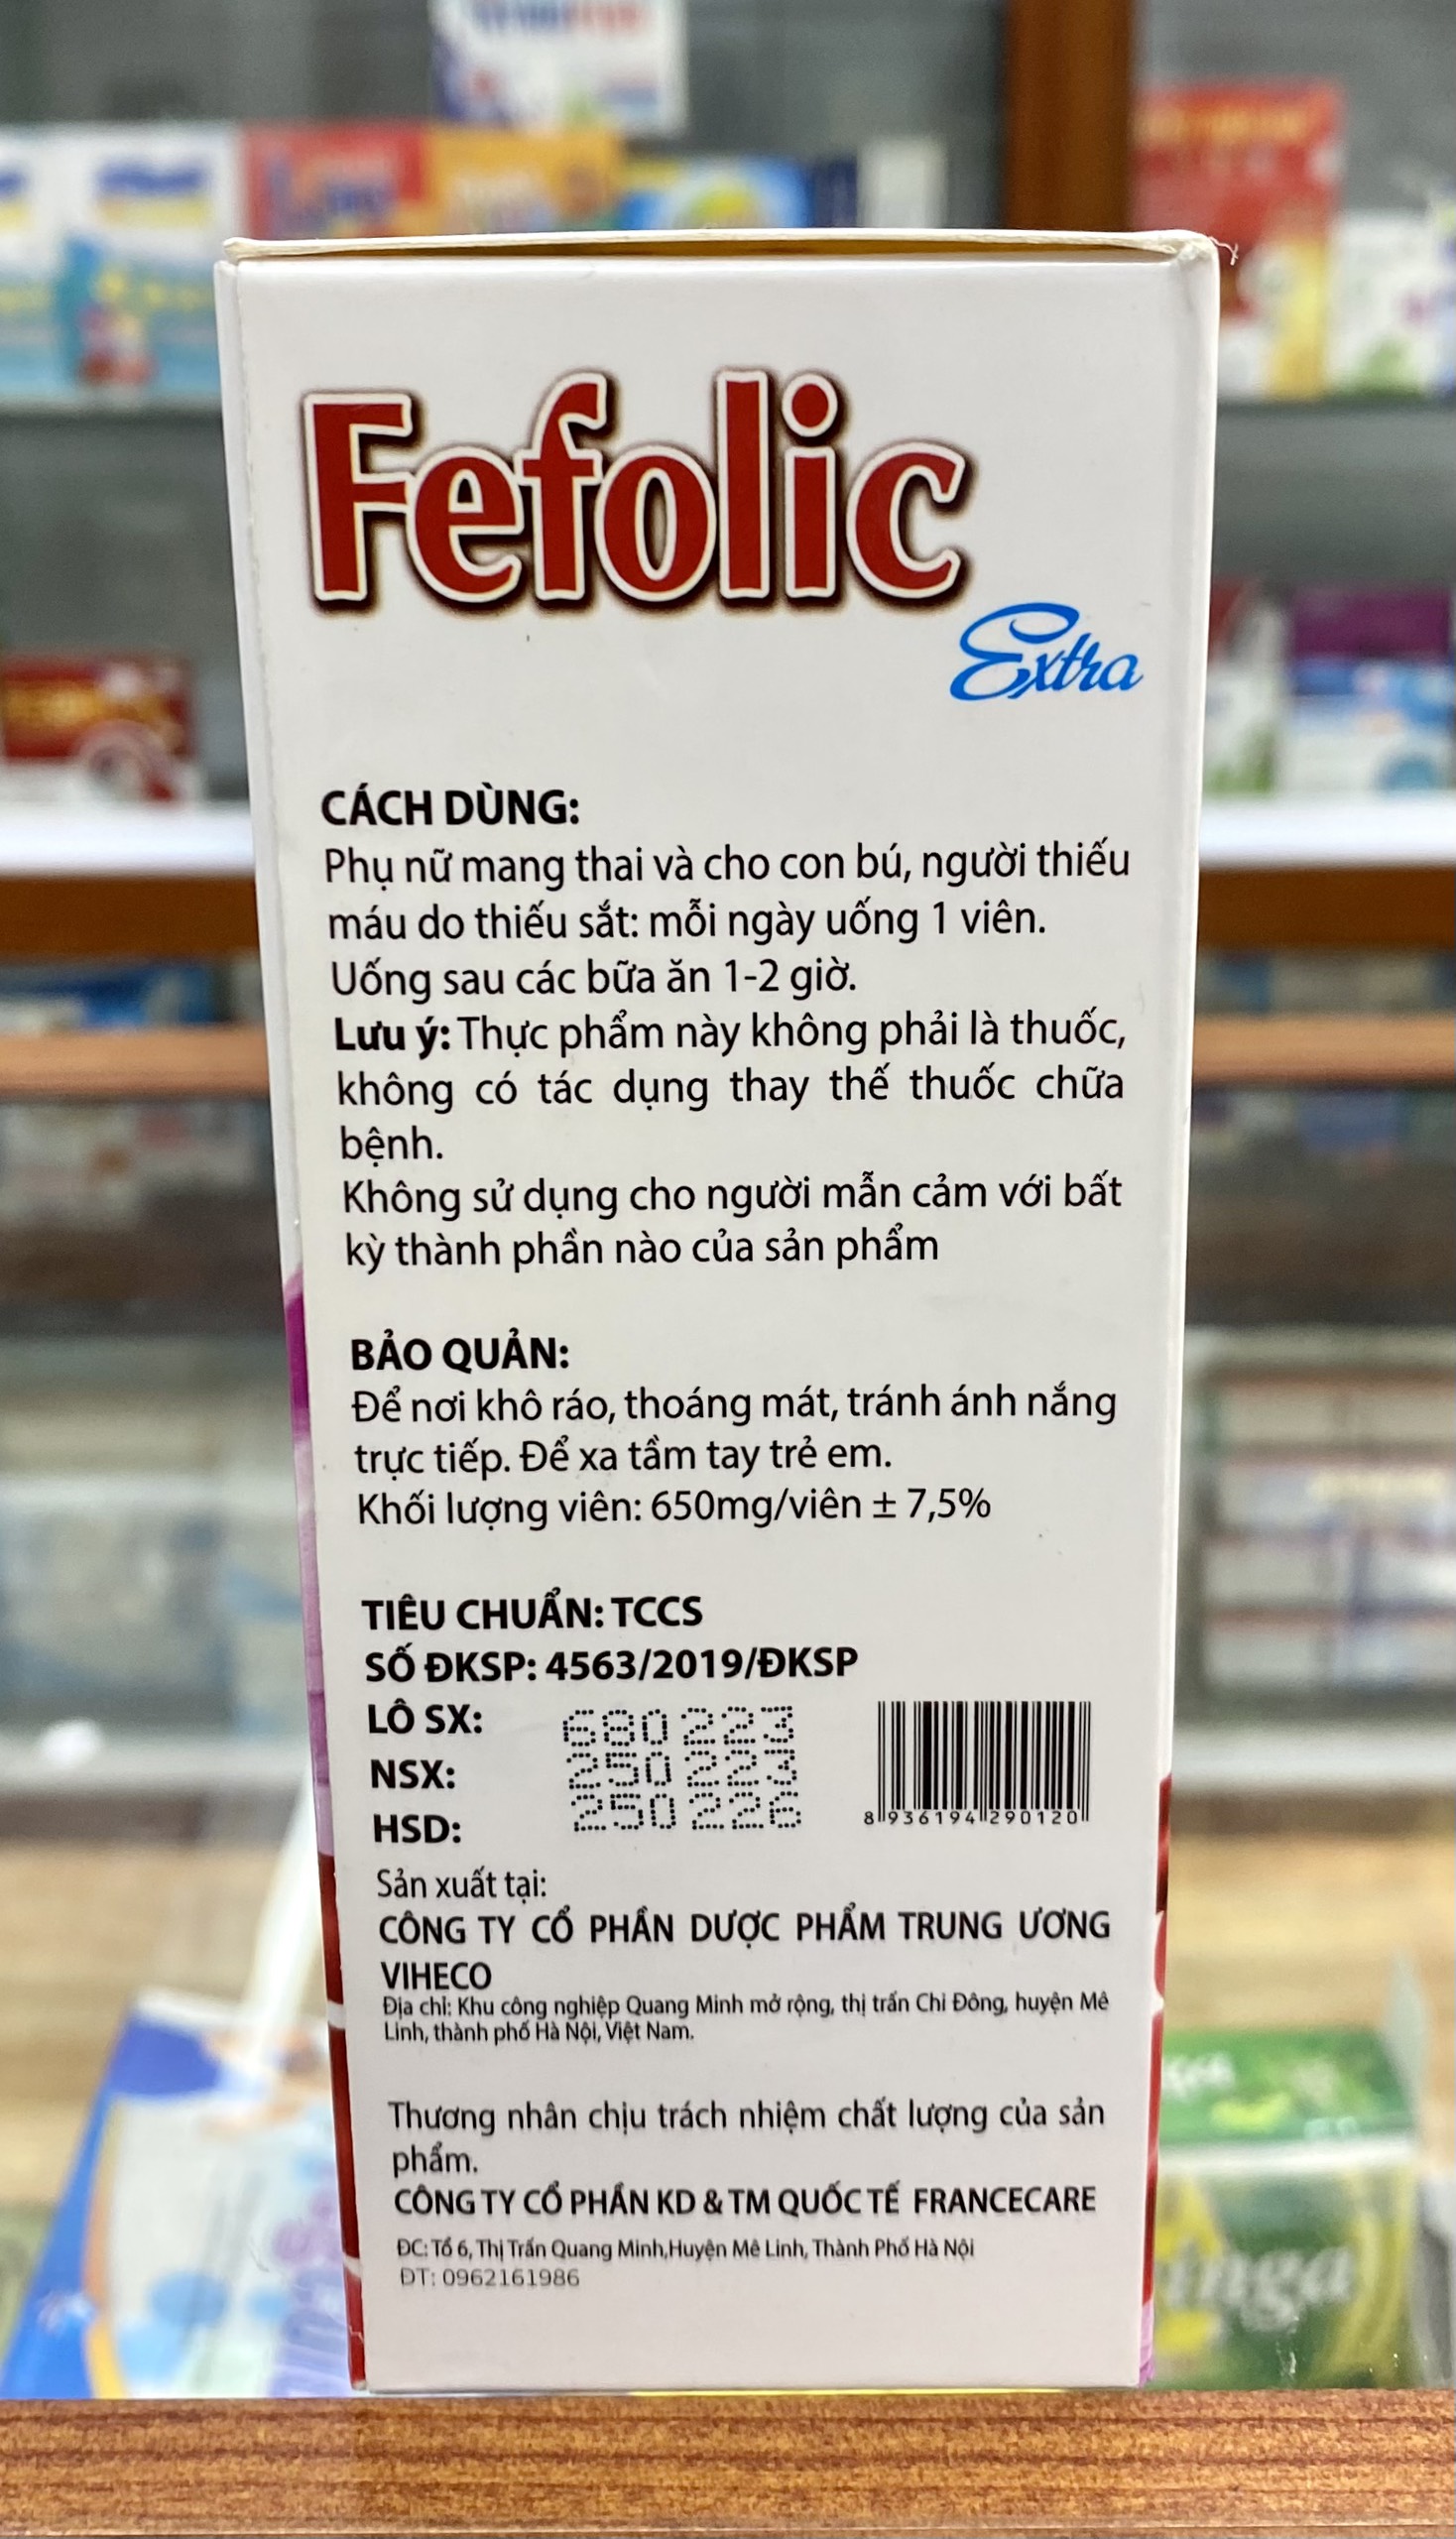 Fefolic
Extra
CÁCH DÙNG:
Phụ nữ mang thai và cho con bú, người thiếu
máu do thiếu sắt: mỗi ngày uống 1 viên.
Uống sau các bữa ăn 1-2 giờ.
Lưu ý: Thực phẩm này không phải là thuốc,
không có tác dụng thay thế thuốc chữa
bệnh.
Không sử dụng cho người mẫn cảm với bất
kỳ thành phần nào của sản phẩm
BẢO QUẢN:
Để nơi khô ráo, thoáng mát, tránh ánh nắng
trực tiếp. Để xa tầm tay trẻ em.
Khối lượng viên: 650mg/viên ± 7,5%
TIÊU CHUẨN: TCCS
SỐ ĐKSP: 4563/2019/ĐKSP
LÔ SX: 680223
NSX: 250223
HSD: 250226
8 936194 290120
Sản xuất tại:
CÔNG TY CỔ PHẦN DƯỢC PHẨM TRUNG ƯƠNG
VIHECO
Địa chỉ: Khu công nghiệp Quang Minh mở rộng, thị trấn Chi Đông, huyện Mê
Linh, thành phố Hà Nội, Việt Nam.
Thương nhân chịu trách nhiệm chất lượng của sản
phẩm.
CÔNG TY CỔ PHẦN KD & TM QUỐC TẾ FRANCECARE
ĐC: Tổ 6, Thị Trấn Quang Minh,Huyện Mê Linh, Thành Phố Hà Nội
ĐT: 0962161986